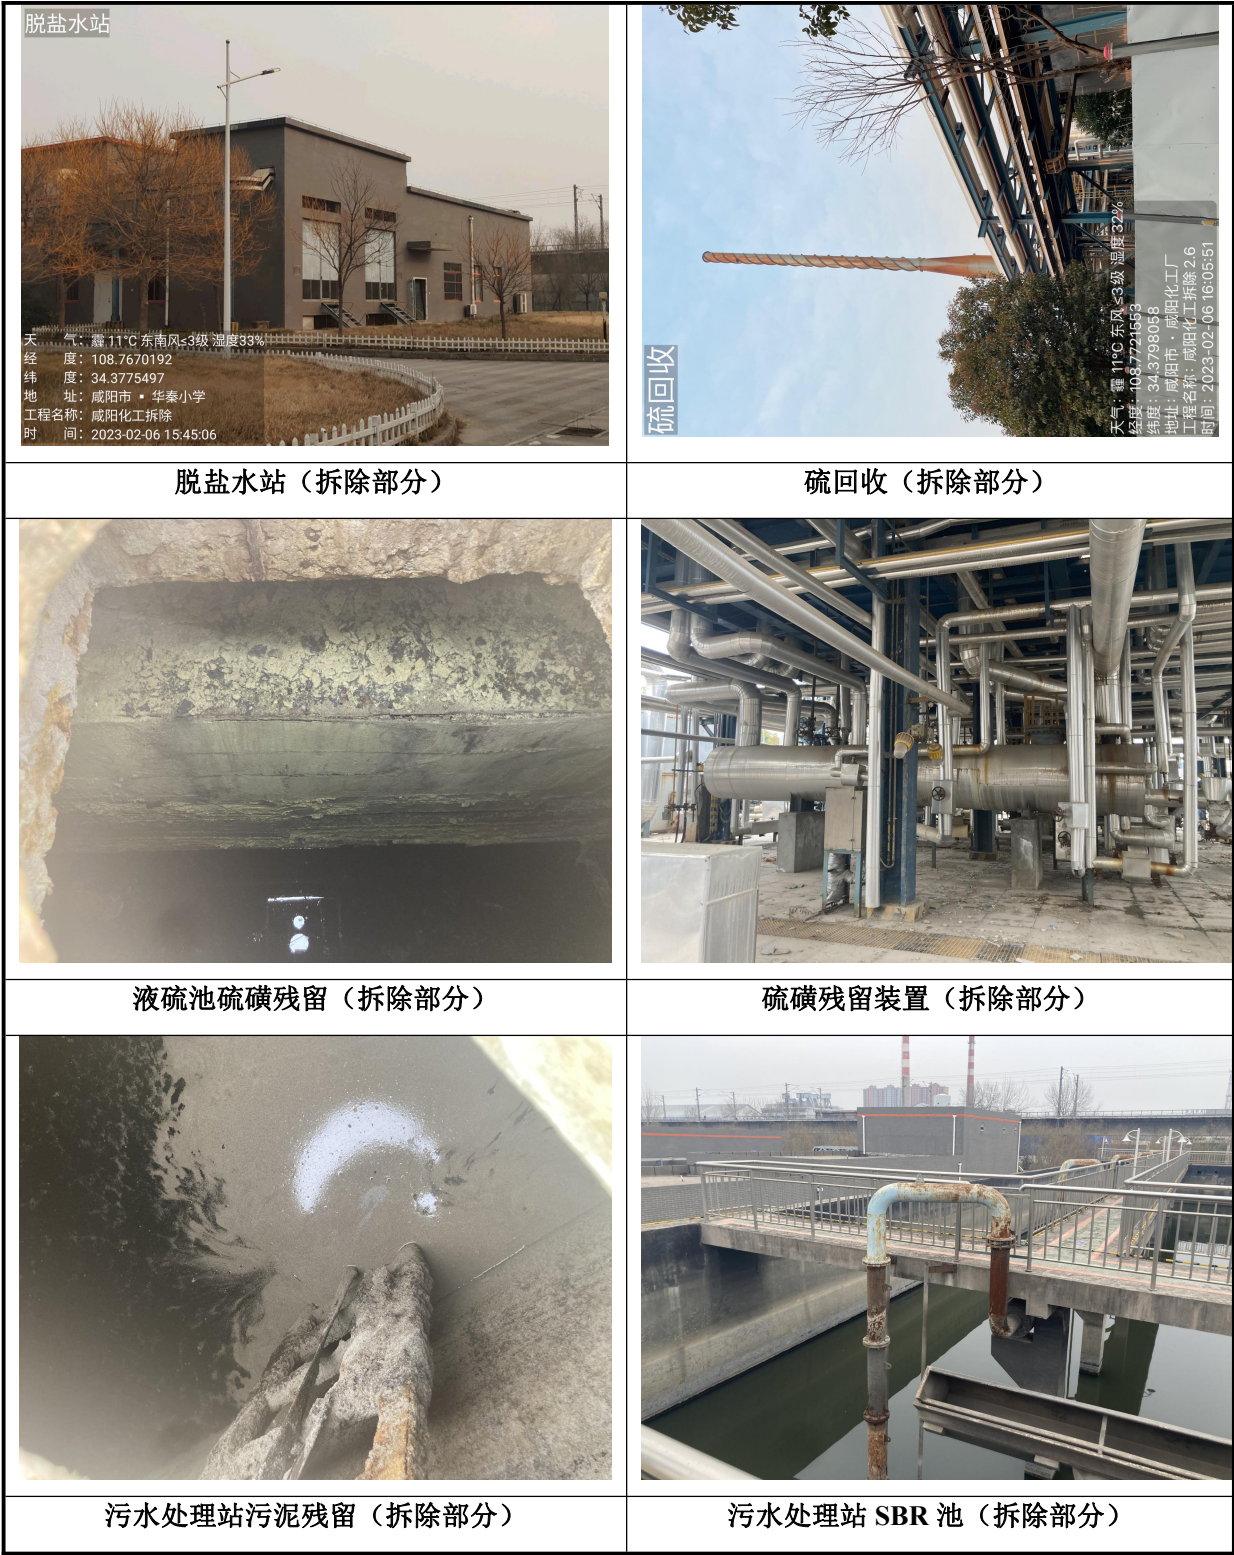 脱盐水站
天　　气：霾 11℃ 东南风≤3级 湿度33%
经　　度：108.7670192
纬　　度：34.3775497
地　　址：咸阳市 • 华秦小学
工程名称：咸阳化工拆除
时　　间：2023-02-06 15:45:06
硫回收
天气：霾 11℃ 东风 ≤3级 湿度32%
经度：108.7721553
纬度：34.3798058
地址：咸阳市 • 咸阳化工厂
工程名称：咸阳化工拆除 2.6
时间：2023-02-06 16:05:51
脱盐水站（拆除部分）
硫回收（拆除部分）
液硫池硫磺残留（拆除部分）
硫磺残留装置（拆除部分）
污水处理站污泥残留（拆除部分）
污水处理站 SBR 池（拆除部分）